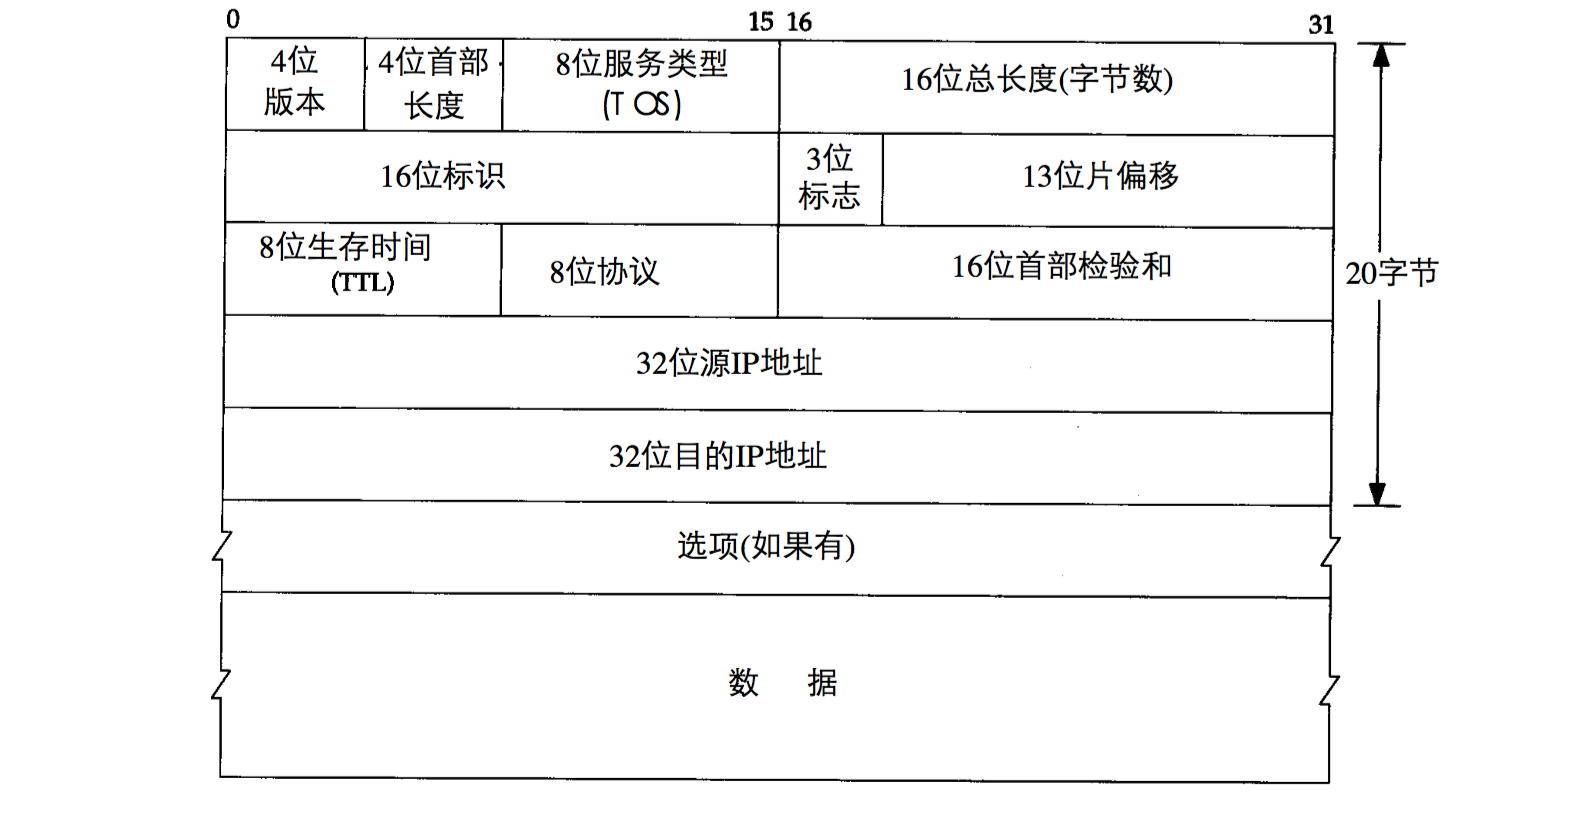 0 15 16 31
4位
版本
4位首部
长度
8位服务类型
(TOS)
16位总长度(字节数)
16位标识
3位
标志
13位片偏移
8位生存时间
(TTL)
8位协议
16位首部检验和
20字节
32位源IP地址
32位目的IP地址
选项(如果有)
数 据